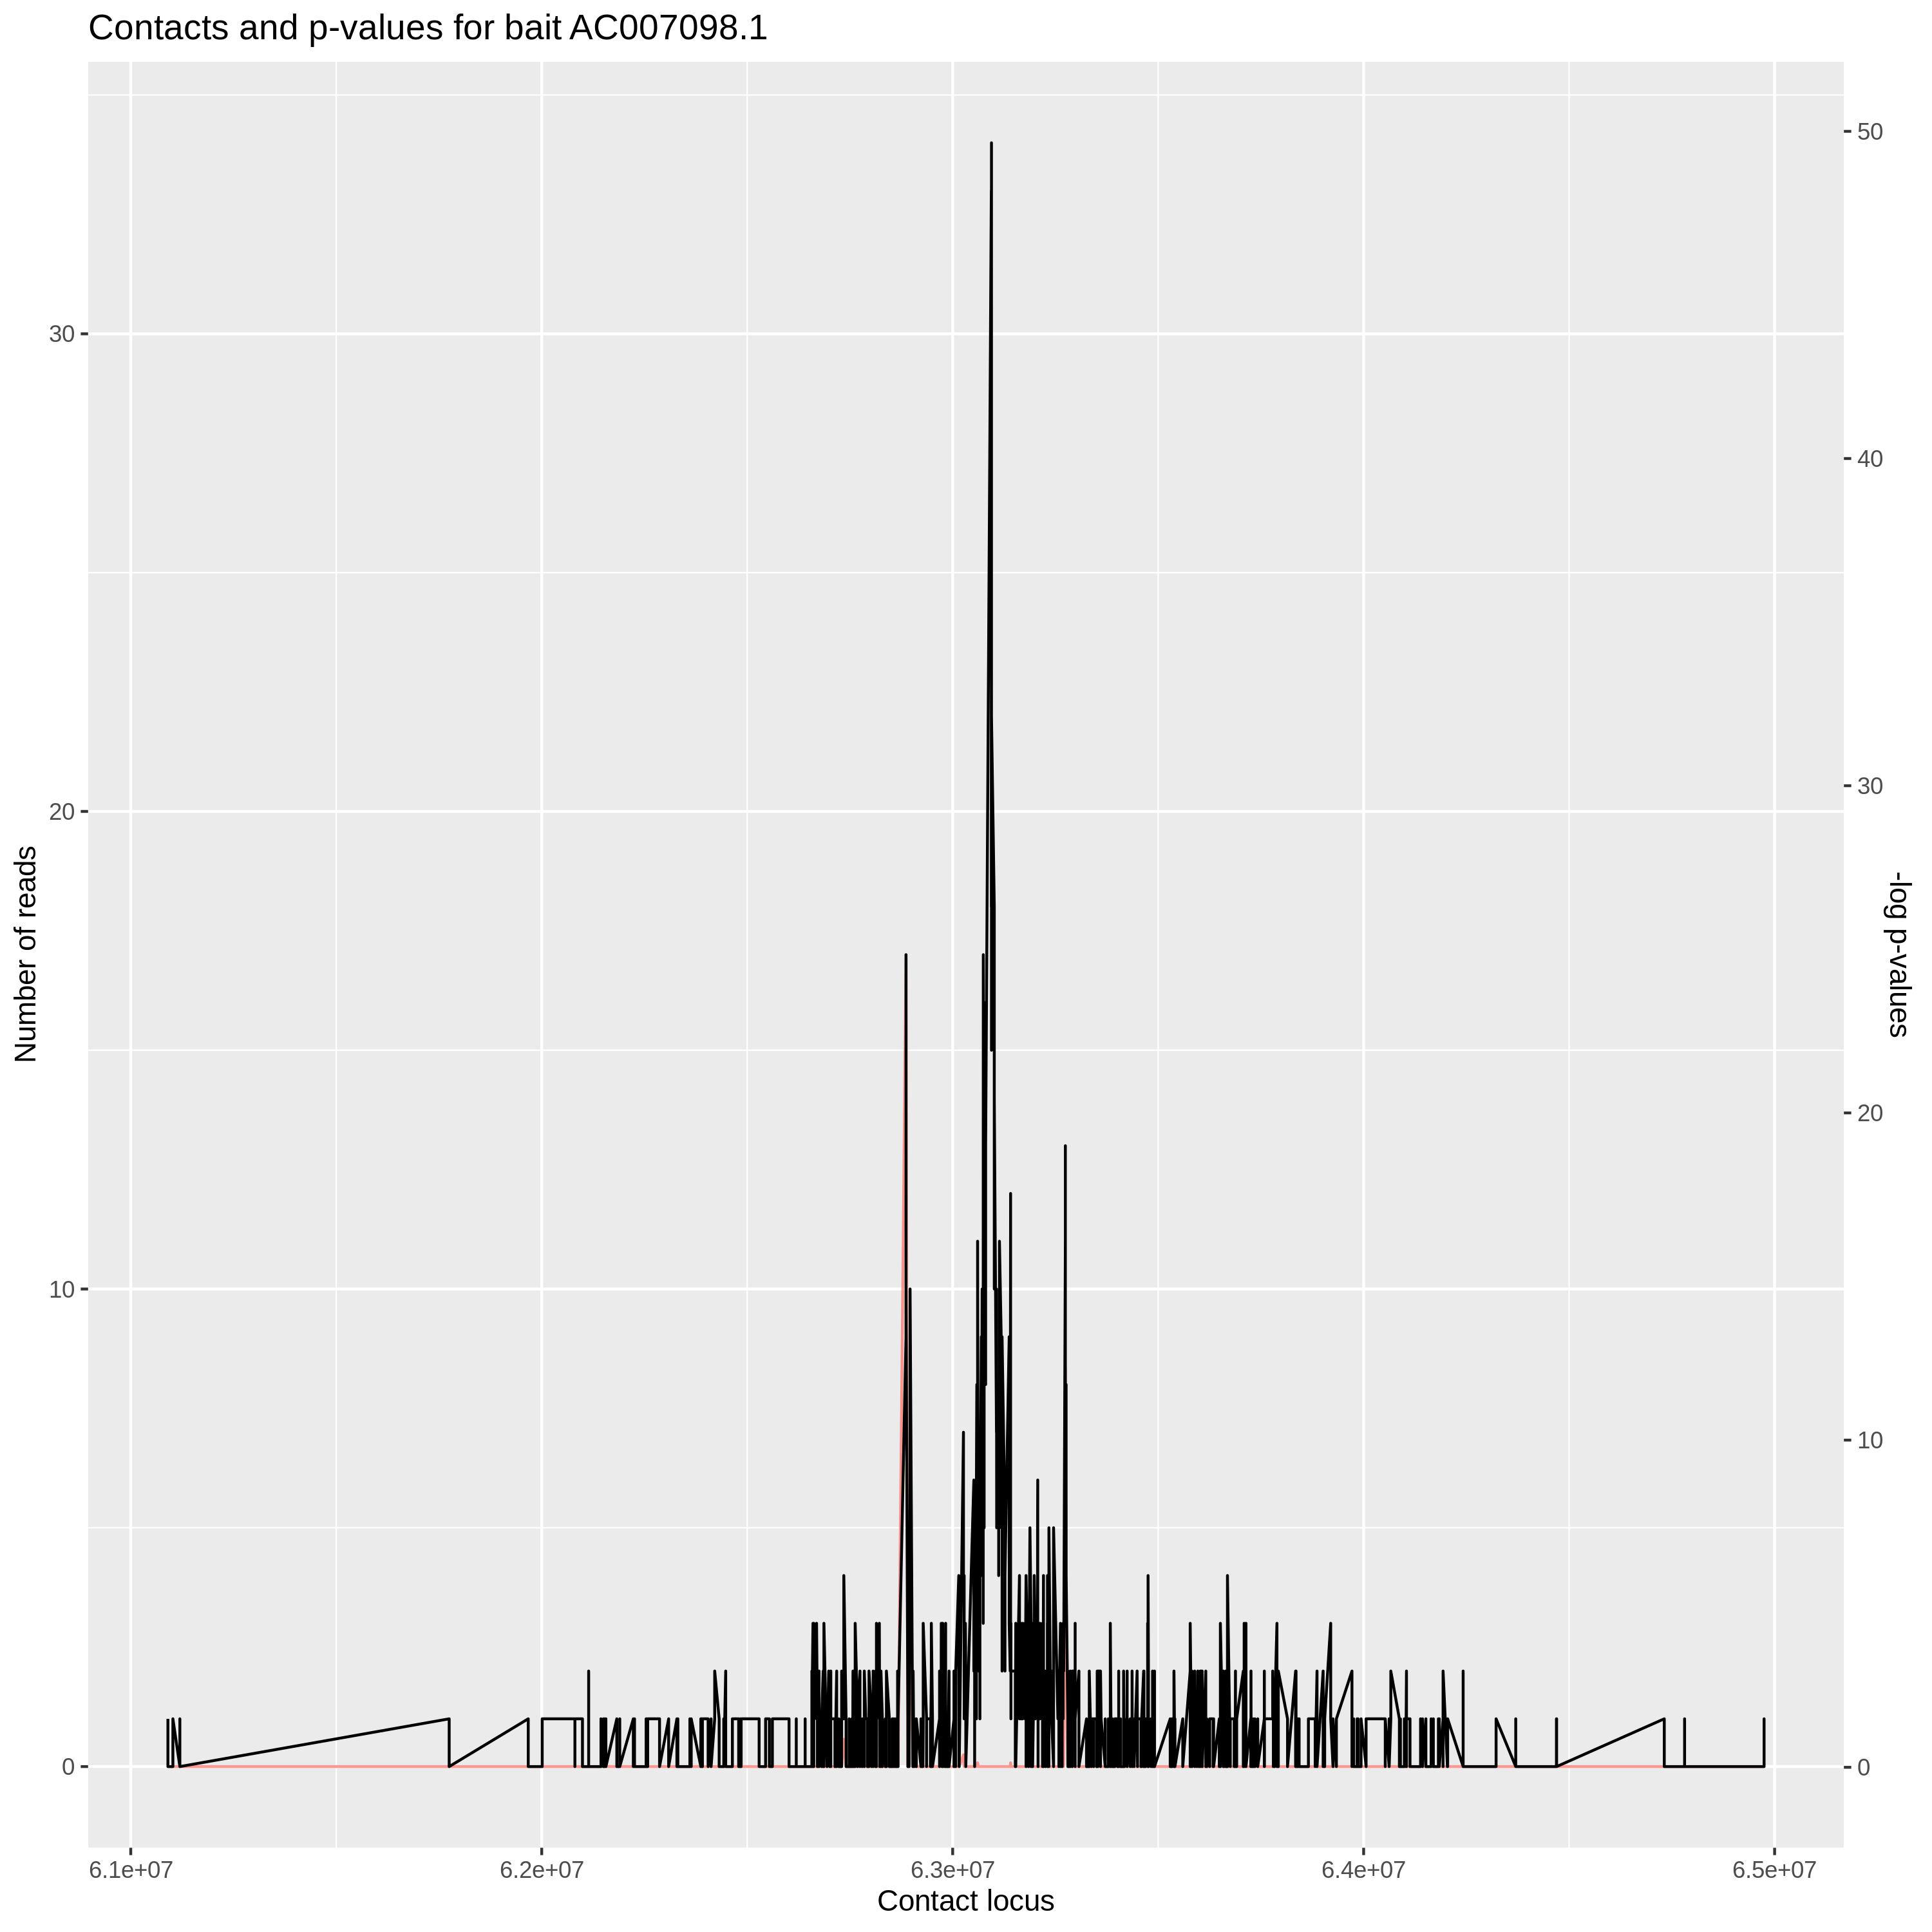 Contacts and p-values for bait AC007098.1
Number of reads
30
20
10
0
50
40
30
20
10
0
-log p-values
6.1e+07 6.2e+07 6.3e+07 6.4e+07 6.5e+07
Contact locus